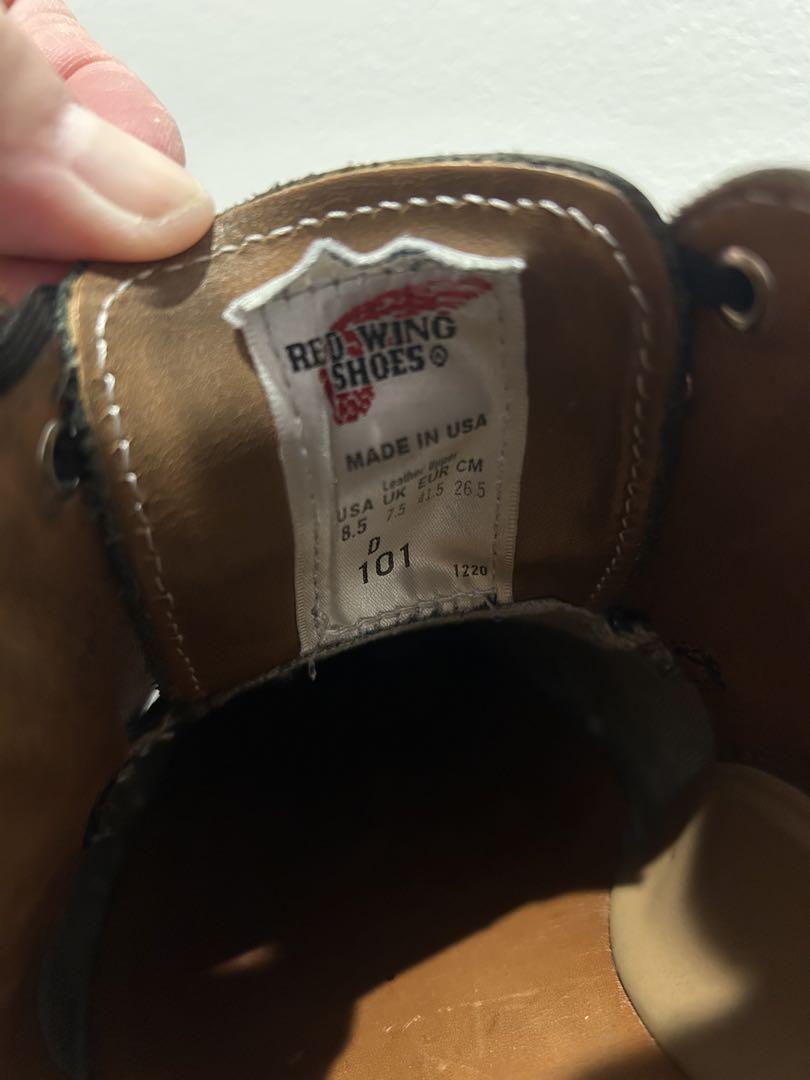 RED WING
SHOES®
MADE IN USA
Leather Upper
USA UK EUR CM
8.5 7.5 41.5 26.5
D
101 1220